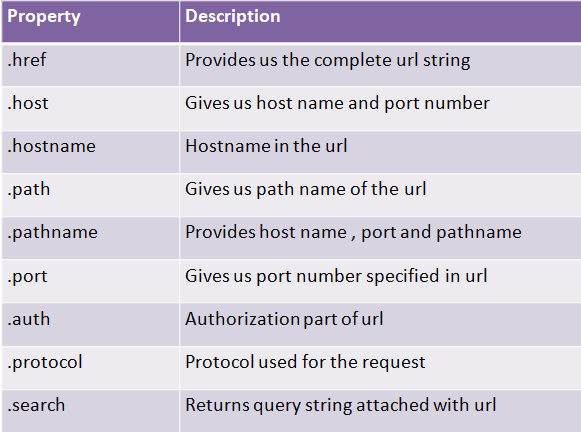 Property Description
.href Provides us the complete url string
.host Gives us host name and port number
.hostname Hostname in the url
.path Gives us path name of the url
.pathname Provides host name , port and pathname
.port Gives us port number specified in url
.auth Authorization part of url
.protocol Protocol used for the request
.search Returns query string attached with url